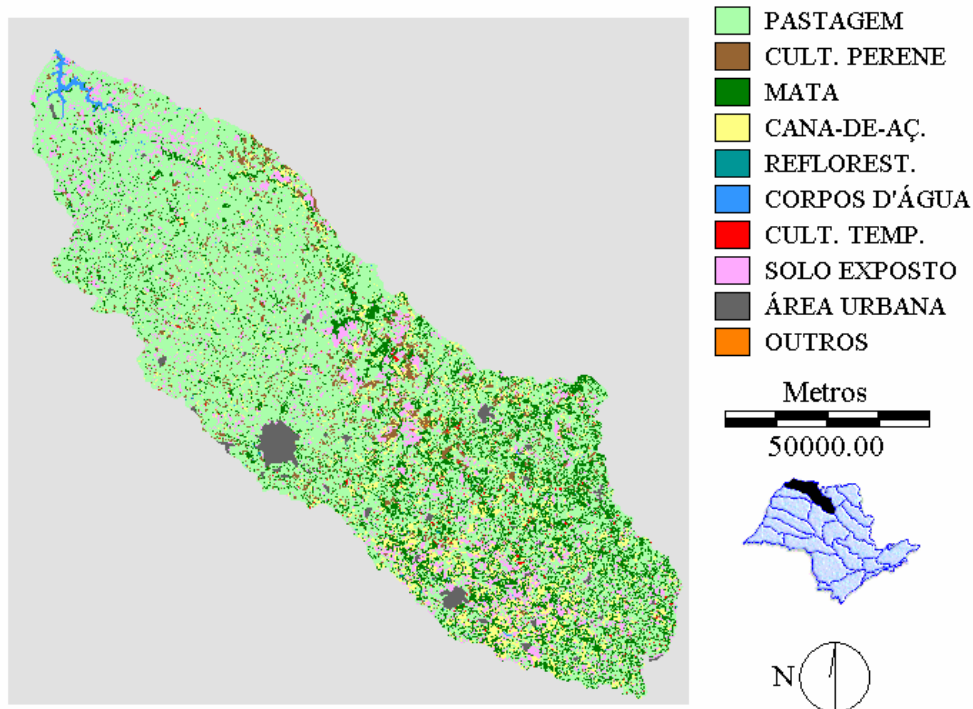 PASTAGEM
CULT. PERENE
MATA
CANA-DE-AÇ.
REFLOREST.
CORPOS D'ÁGUA
CULT. TEMP.
SOLO EXPOSTO
ÁREA URBANA
OUTROS
Metros
50000.00
N